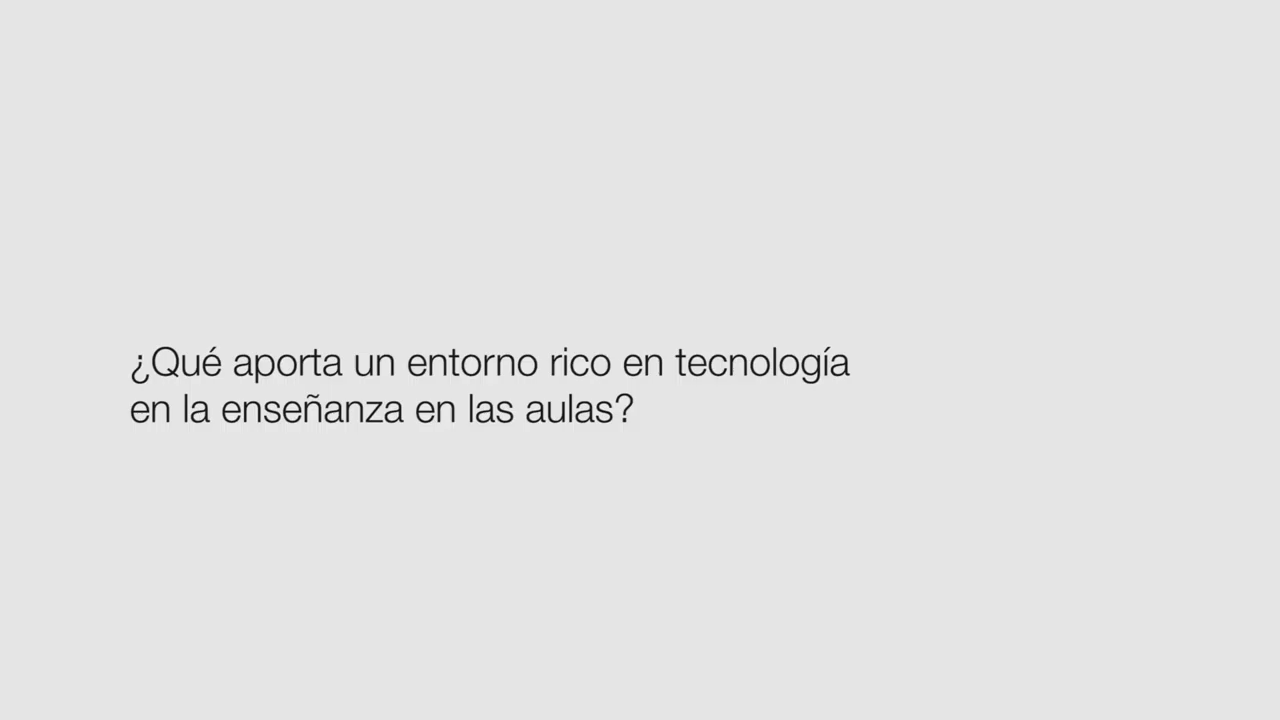 ¿Qué aporta un entorno rico en tecnología
en la enseñanza en las aulas?